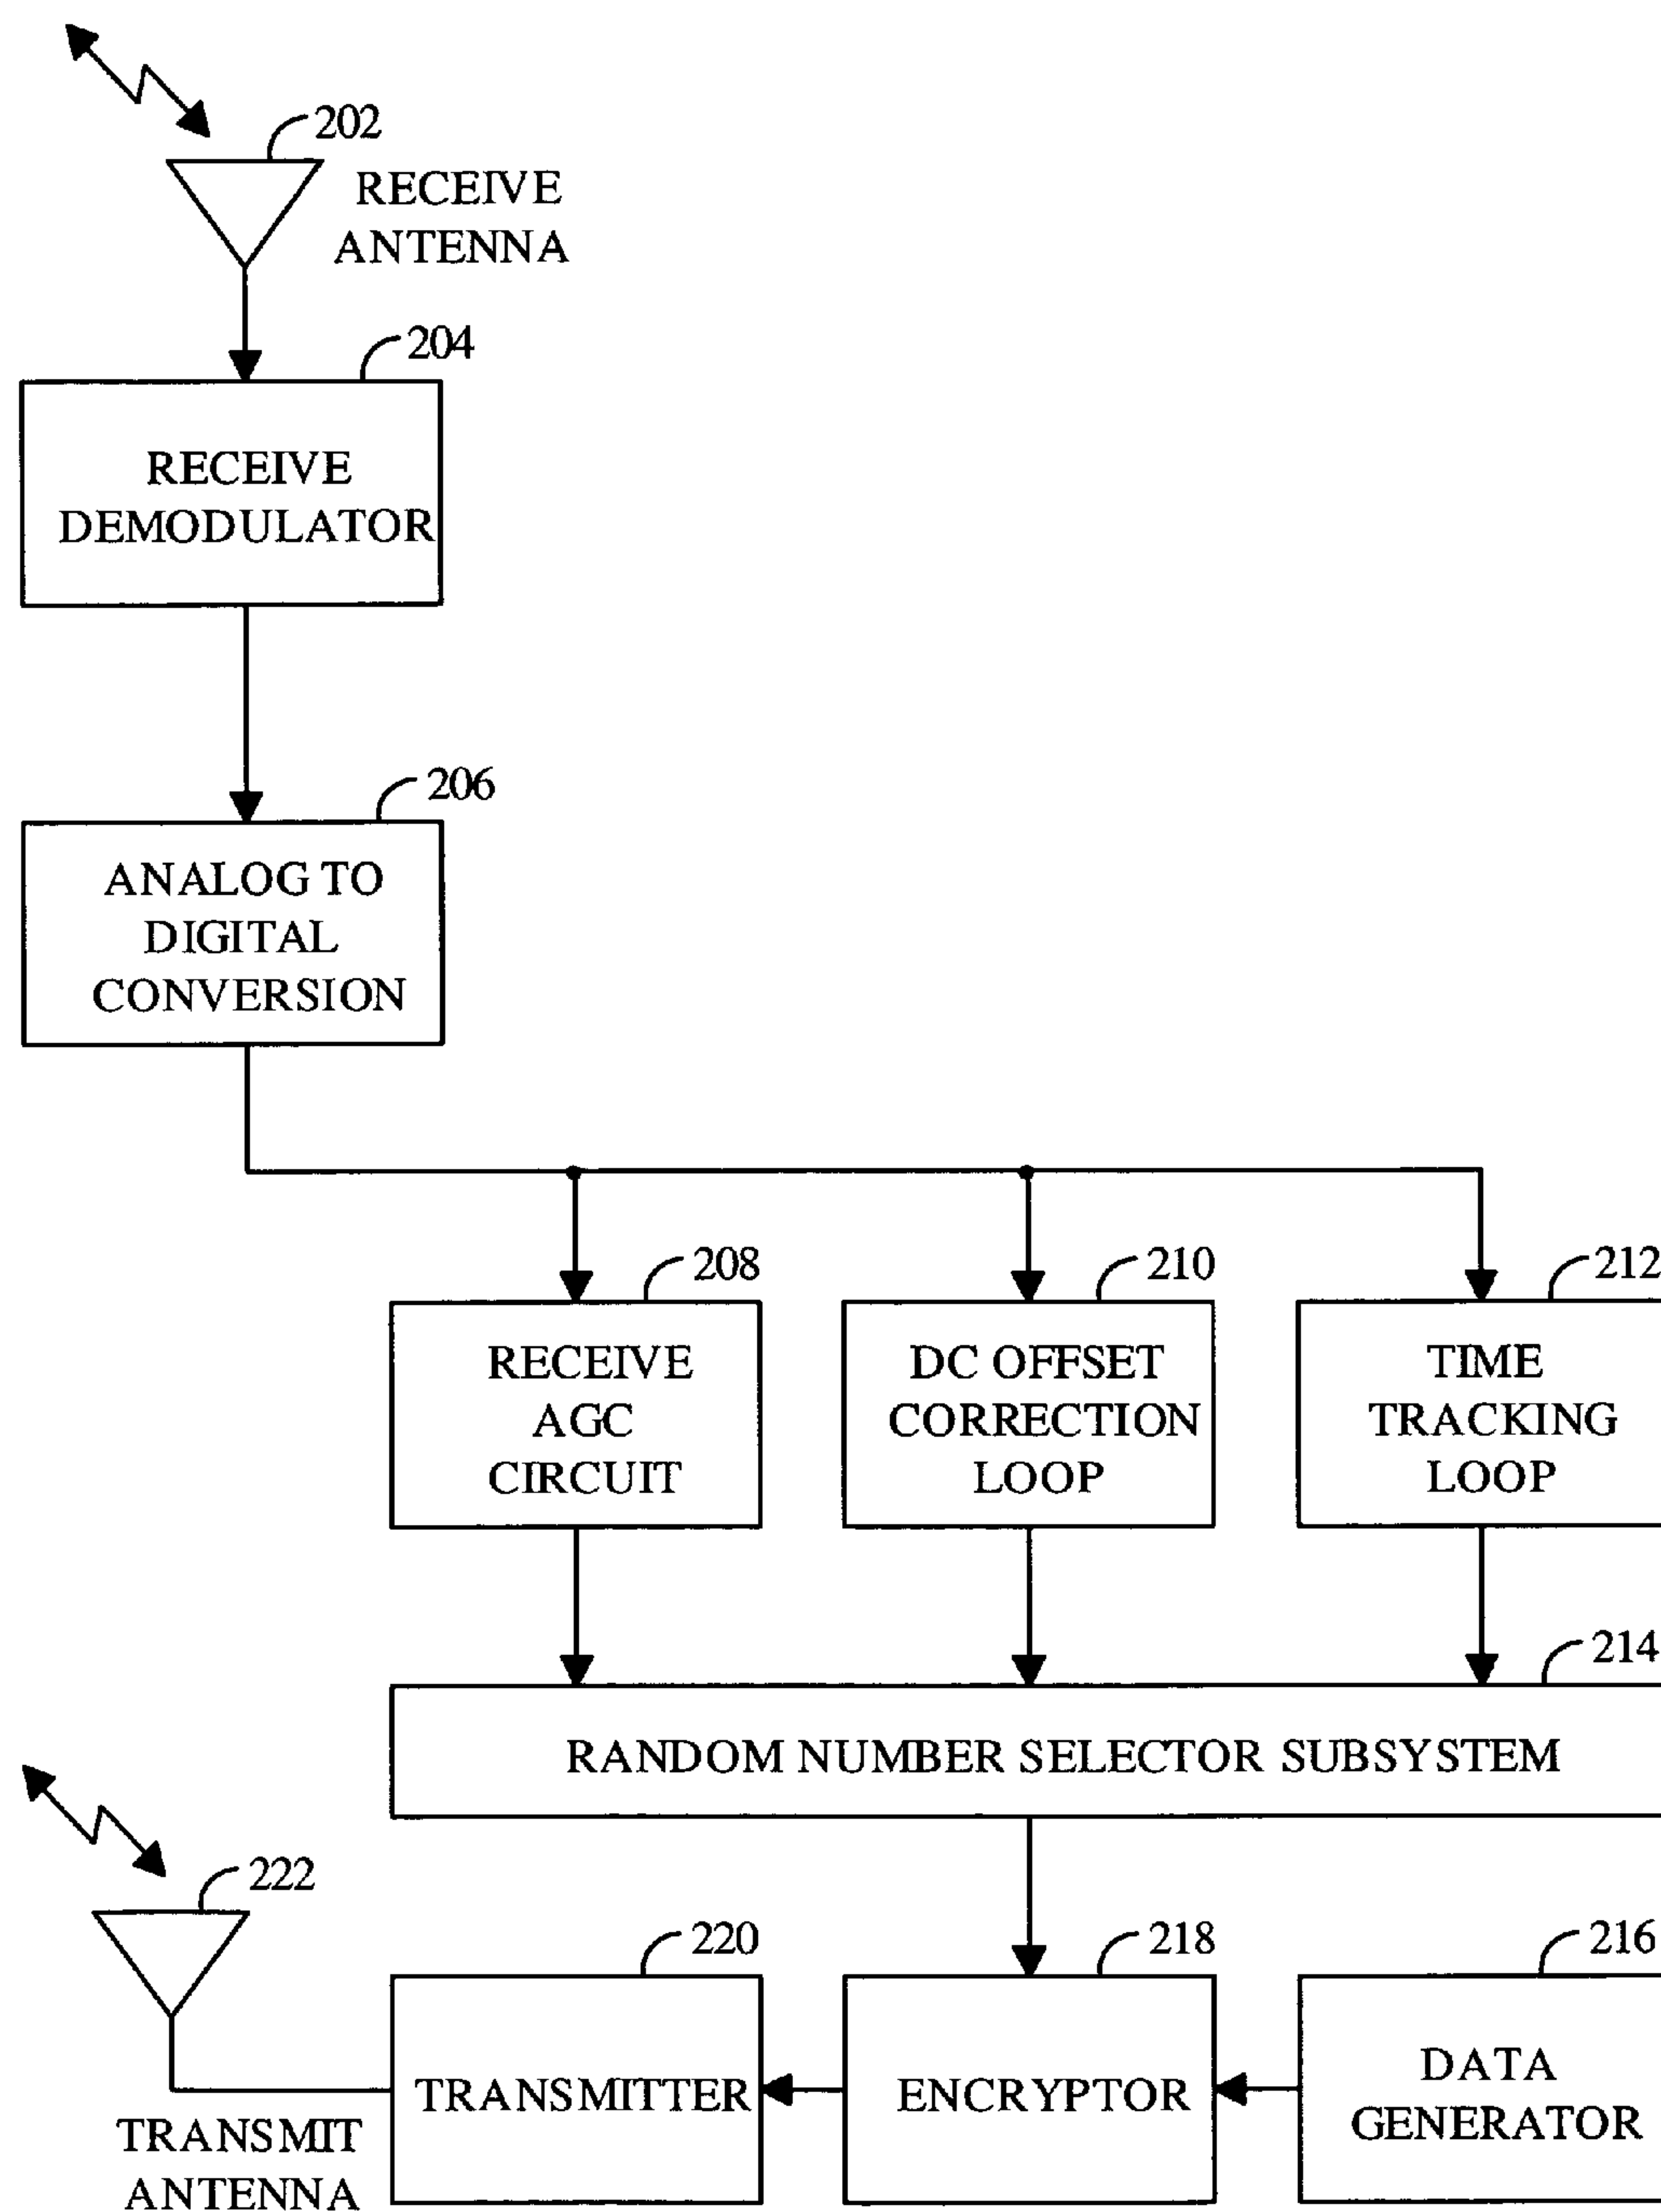 202
RECEIVE
ANTENNA
204
RECEIVE
DEMODULATOR
206
ANALOG TO
DIGITAL
CONVERSION
208
RECEIVE
AGC
CIRCUIT
210
DC OFFSET
CORRECTION
LOOP
212
TIME
TRACKING
LOOP
214
RANDOM NUMBER SELECTOR SUBSYSTEM
222
TRANSMIT
ANTENNA
220
TRANSMITTER
218
ENCRYPTOR
216
DATA
GENERATOR